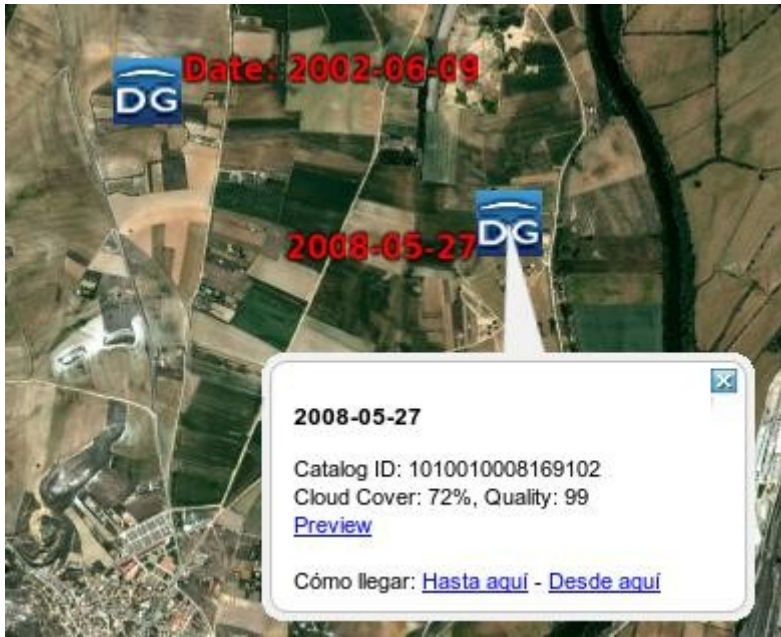 DG
Date: 2002-06-09
2008-05-27
DG
2008-05-27
Catalog ID: 1010010008169102
Cloud Cover: 72%, Quality: 99
Preview
Cómo llegar: Hasta aquí - Desde aquí